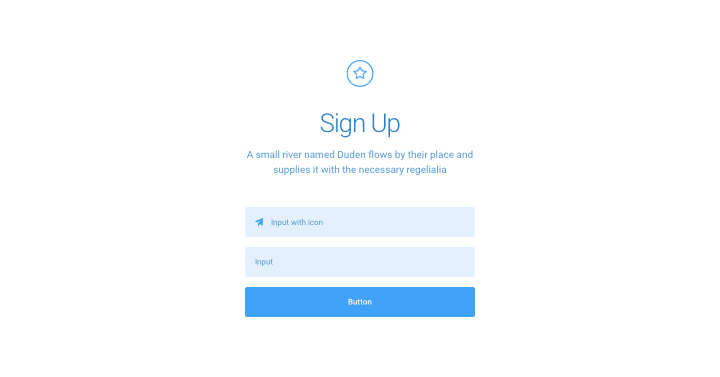 Sign Up
A small river named Duden flows by their place and
supplies it with the necessary regelialia
Input with icon
Input
Button